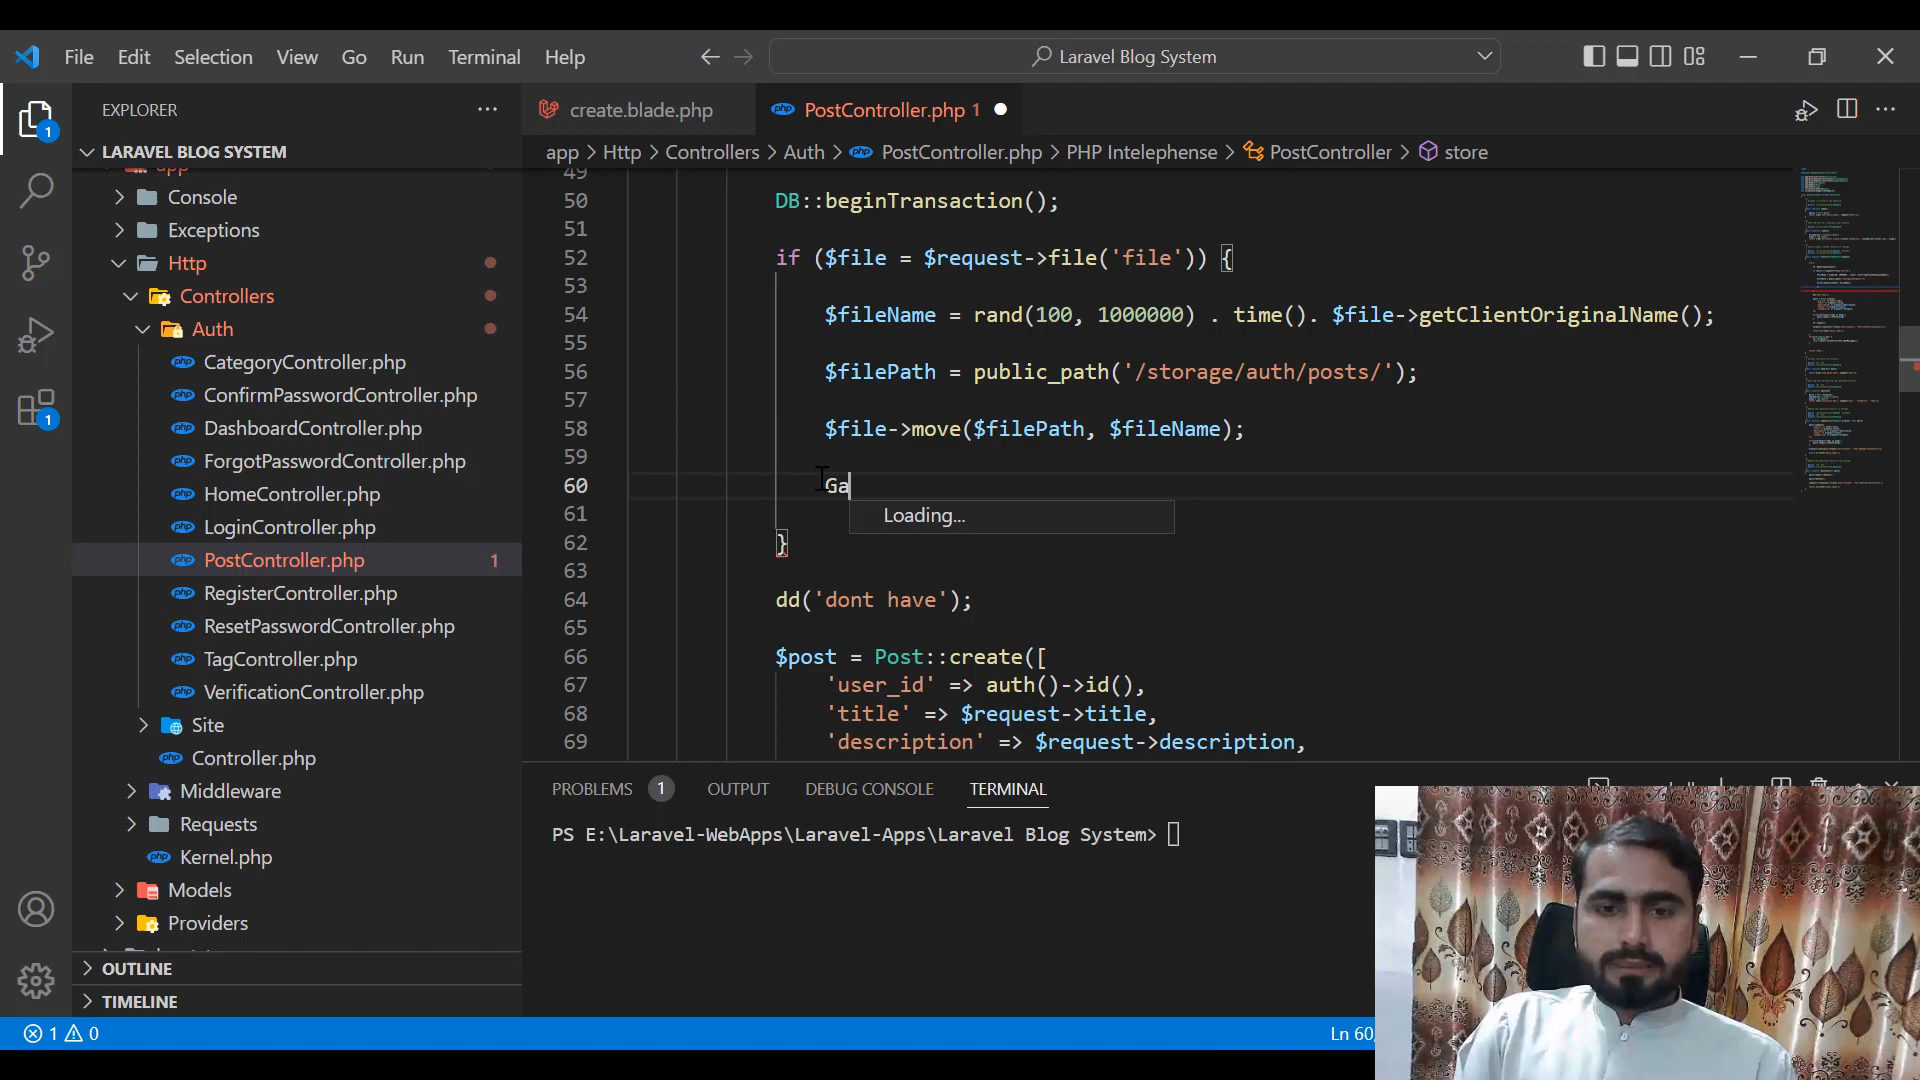 File Edit Selection View Go Run Terminal Help
Laravel Blog System
EXPLORER
LARAVEL BLOG SYSTEM
app
Console
Exceptions
Http
Controllers
Auth
CategoryController.php
ConfirmPasswordController.php
DashboardController.php
ForgotPasswordController.php
HomeController.php
LoginController.php
PostController.php 1
RegisterController.php
ResetPasswordController.php
TagController.php
VerificationController.php
Site
Controller.php
Middleware
Requests
Kernel.php
Models
Providers
OUTLINE
TIMELINE
1
1
create.blade.php
PostController.php 1
app > Http > Controllers > Auth > PostController.php > PHP Intelephense > PostController > store
49
50 DB::beginTransaction();
51
52 if ($file = $request->file('file')) {
53
54 $fileName = rand(100, 1000000) . time(). $file->getClientOriginalName();
55
56 $filePath = public_path('/storage/auth/posts/');
57
58 $file->move($filePath, $fileName);
59
60 Ga
Loading...
61
62 }
63
64 dd('dont have');
65
66 $post = Post::create([
67 'user_id' => auth()->id(),
68 'title' => $request->title,
69 'description' => $request->description,
PROBLEMS 1 OUTPUT DEBUG CONSOLE TERMINAL
PS E:\Laravel-WebApps\Laravel-Apps\Laravel Blog System>
1 0
Ln 60,